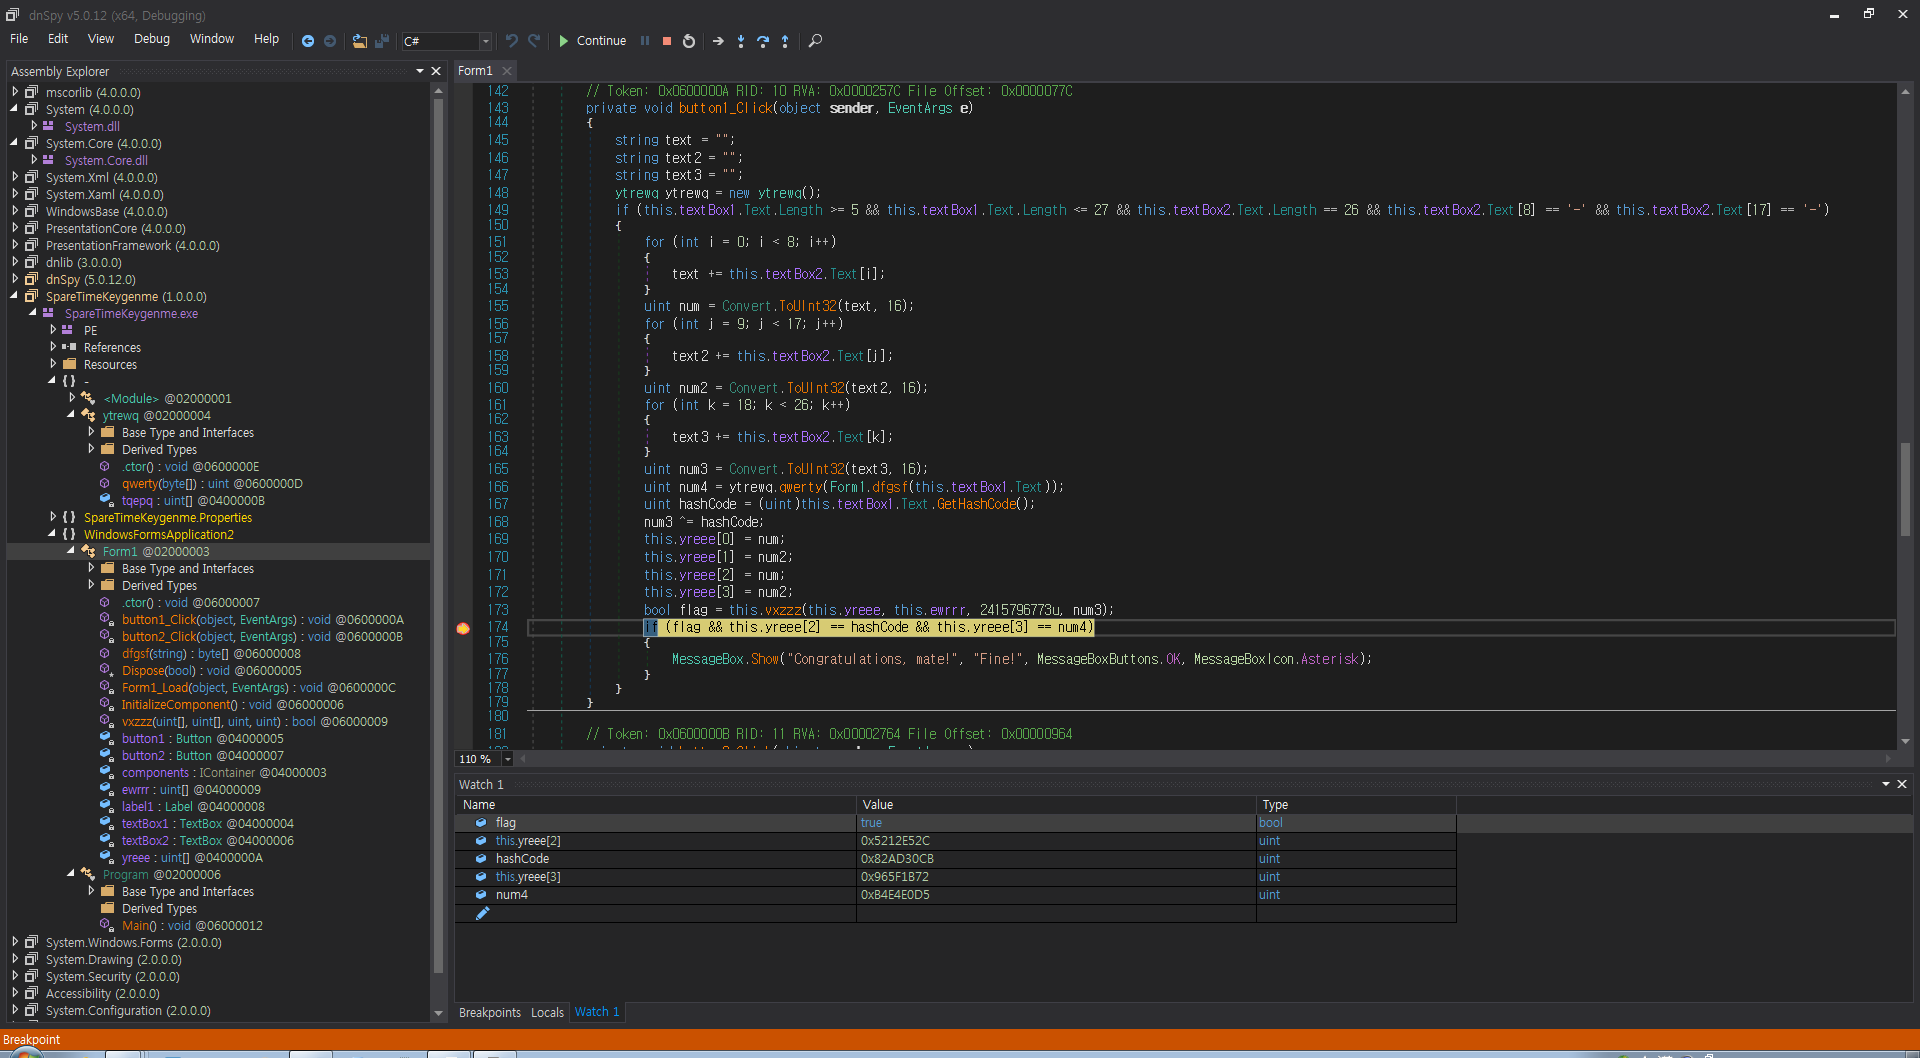 dnSpy v5.0.12 (x64, Debugging)
File Edit View Debug Window Help C# Continue
Assembly Explorer
mscorlib (4.0.0.0)
System (4.0.0.0)
System.dll
System.Core (4.0.0.0)
System.Core.dll
System.Xml (4.0.0.0)
System.Xaml (4.0.0.0)
WindowsBase (4.0.0.0)
PresentationCore (4.0.0.0)
PresentationFramework (4.0.0.0)
dnlib (3.0.0.0)
dnSpy (5.0.12.0)
SpareTimeKeygenme (1.0.0.0)
SpareTimeKeygenme.exe
PE
References
Resources
{ } -
<Module> @02000001
ytrewq @02000004
Base Type and Interfaces
Derived Types
.ctor() : void @0600000E
qwerty(byte[]) : uint @0600000D
tqepq : uint[] @0400000B
{ } SpareTimeKeygenme.Properties
{ } WindowsFormsApplication2
Form1 @02000003
Base Type and Interfaces
Derived Types
.ctor() : void @06000007
button1_Click(object, EventArgs) : void @0600000A
button2_Click(object, EventArgs) : void @0600000B
dfgsf(string) : byte[] @06000008
Dispose(bool) : void @06000005
Form1_Load(object, EventArgs) : void @0600000C
InitializeComponent() : void @06000006
vxzzz(uint[], uint[], uint, uint) : bool @06000009
button1 : Button @04000005
button2 : Button @04000007
components : IContainer @04000003
ewrrr : uint[] @04000009
label1 : Label @04000008
textBox1 : TextBox @04000004
textBox2 : TextBox @04000006
yreee : uint[] @0400000A
Program @02000006
Base Type and Interfaces
Derived Types
Main() : void @06000012
System.Windows.Forms (2.0.0.0)
System.Drawing (2.0.0.0)
System.Security (2.0.0.0)
Accessibility (2.0.0.0)
System.Configuration (2.0.0.0)
Form1
142 // Token: 0x0600000A RID: 10 RVA: 0x0000257C File Offset: 0x0000077C
143 private void button1_Click(object sender, EventArgs e)
144 {
145 string text = "";
146 string text2 = "";
147 string text3 = "";
148 ytrewq ytrewq = new ytrewq();
149 if (this.textBox1.Text.Length >= 5 && this.textBox1.Text.Length <= 27 && this.textBox2.Text.Length == 26 && this.textBox2.Text[8] == '-' && this.textBox2.Text[17] == '-')
150 {
151 for (int i = 0; i < 8; i++)
152 {
153 text += this.textBox2.Text[i];
154 }
155 uint num = Convert.ToUInt32(text, 16);
156 for (int j = 9; j < 17; j++)
157 {
158 text2 += this.textBox2.Text[j];
159 }
160 uint num2 = Convert.ToUInt32(text2, 16);
161 for (int k = 18; k < 26; k++)
162 {
163 text3 += this.textBox2.Text[k];
164 }
165 uint num3 = Convert.ToUInt32(text3, 16);
166 uint num4 = ytrewq.qwerty(Form1.dfgsf(this.textBox1.Text));
167 uint hashCode = (uint)this.textBox1.Text.GetHashCode();
168 num3 ^= hashCode;
169 this.yreee[0] = num;
170 this.yreee[1] = num2;
171 this.yreee[2] = num;
172 this.yreee[3] = num2;
173 bool flag = this.vxzzz(this.yreee, this.ewrrr, 2415796773u, num3);
174 if (flag && this.yreee[2] == hashCode && this.yreee[3] == num4)
175 {
176 MessageBox.Show("Congratulations, mate!", "Fine!", MessageBoxButtons.OK, MessageBoxIcon.Asterisk);
177 }
178 }
179 }
180
181 // Token: 0x0600000B RID: 11 RVA: 0x00002764 File Offset: 0x00000964
110 %
Watch 1
Name Value Type
flag true bool
this.yreee[2] 0x5212E52C uint
hashCode 0x82AD30CB uint
this.yreee[3] 0x965F1B72 uint
num4 0xB4E4E0D5 uint
Breakpoints Locals Watch 1
Breakpoint